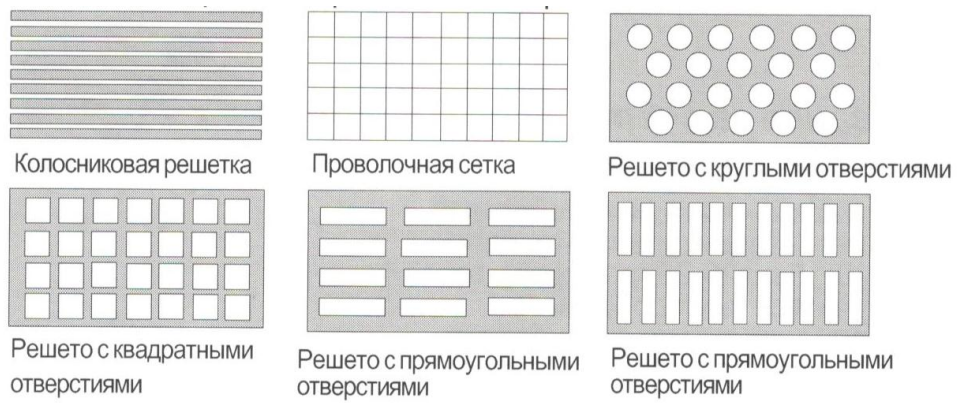 Колосниковая решетка
Проволочная сетка
Решето с круглыми отверстиями
Решето с квадратными
отверстиями
Решето с прямоугольными
отверстиями
Решето с прямоугольными
отверстиями